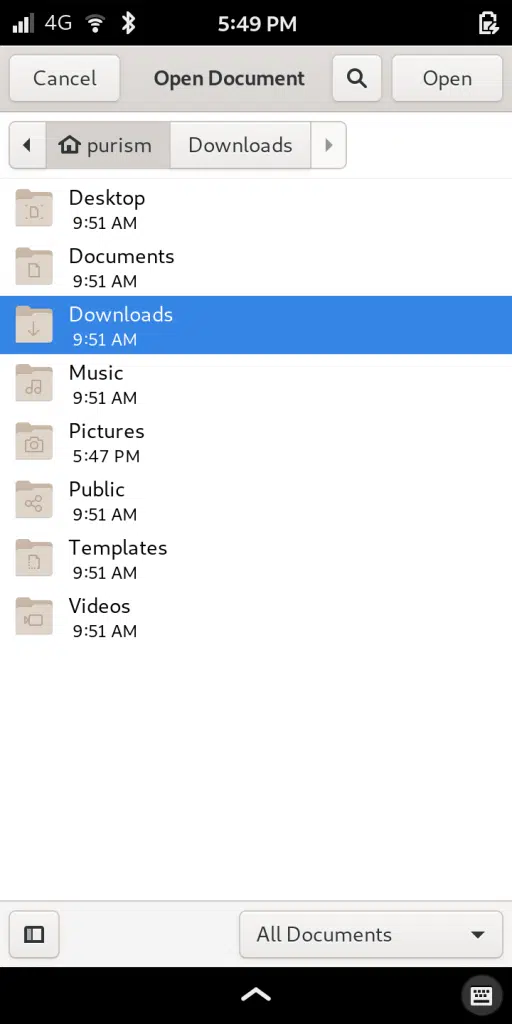 4G 5:49 PM
Cancel Open Document Open
purism Downloads
Desktop
9:51 AM
Documents
9:51 AM
Downloads
9:51 AM
Music
9:51 AM
Pictures
5:47 PM
Public
9:51 AM
Templates
9:51 AM
Videos
9:51 AM
All Documents